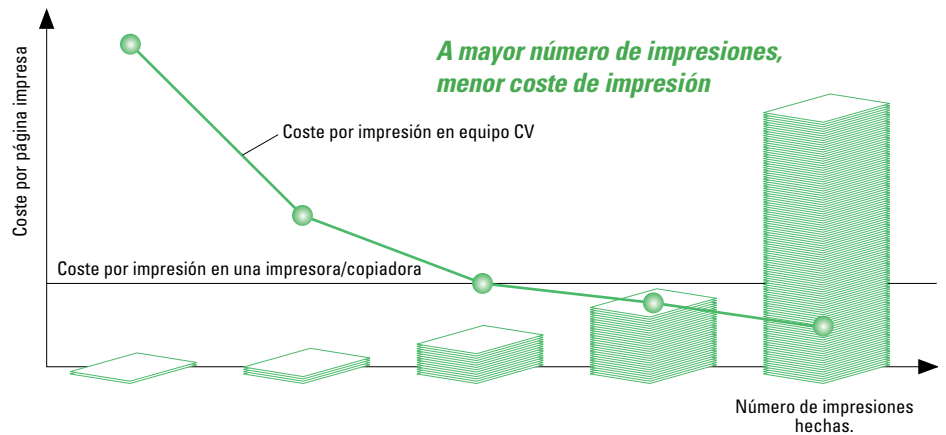 A mayor número de impresiones,
menor coste de impresión
Coste por página impresa
Coste por impresión en equipo CV
Coste por impresión en una impresora/copiadora
Número de impresiones
hechas.